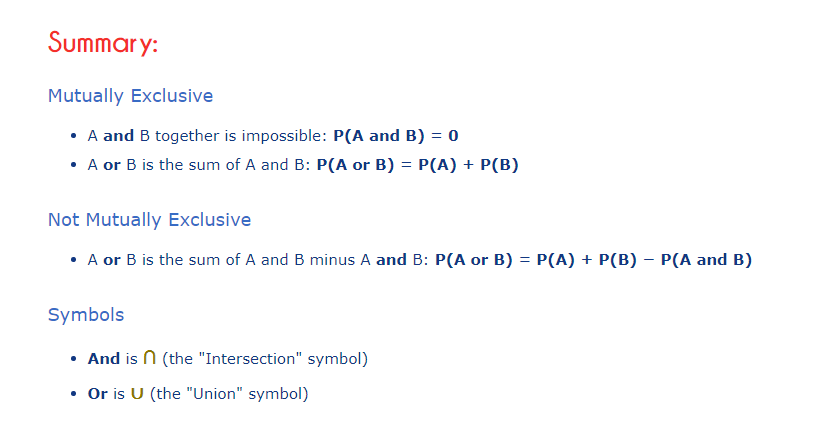 Summary:
Mutually Exclusive
• A and B together is impossible: P(A and B) = 0
• A or B is the sum of A and B: P(A or B) = P(A) + P(B)
Not Mutually Exclusive
• A or B is the sum of A and B minus A and B: P(A or B) = P(A) + P(B) − P(A and B)
Symbols
• And is ∩ (the "Intersection" symbol)
• Or is ∪ (the "Union" symbol)